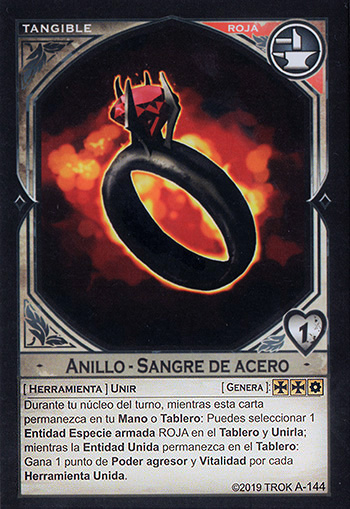 TANGIBLE
ROJA
1
ANILLO - SANGRE DE ACERO
[ HERRAMIENTA ] UNIR [ GENERA ]:
Durante tu núcleo del turno, mientras esta carta
permanezca en tu Mano o Tablero: Puedes seleccionar 1
Entidad Especie armada ROJA en el Tablero y Unirla;
mientras la Entidad Unida permanezca en el Tablero:
Gana 1 punto de Poder agresor y Vitalidad por cada
Herramienta Unida.
©2019 TROK A-144